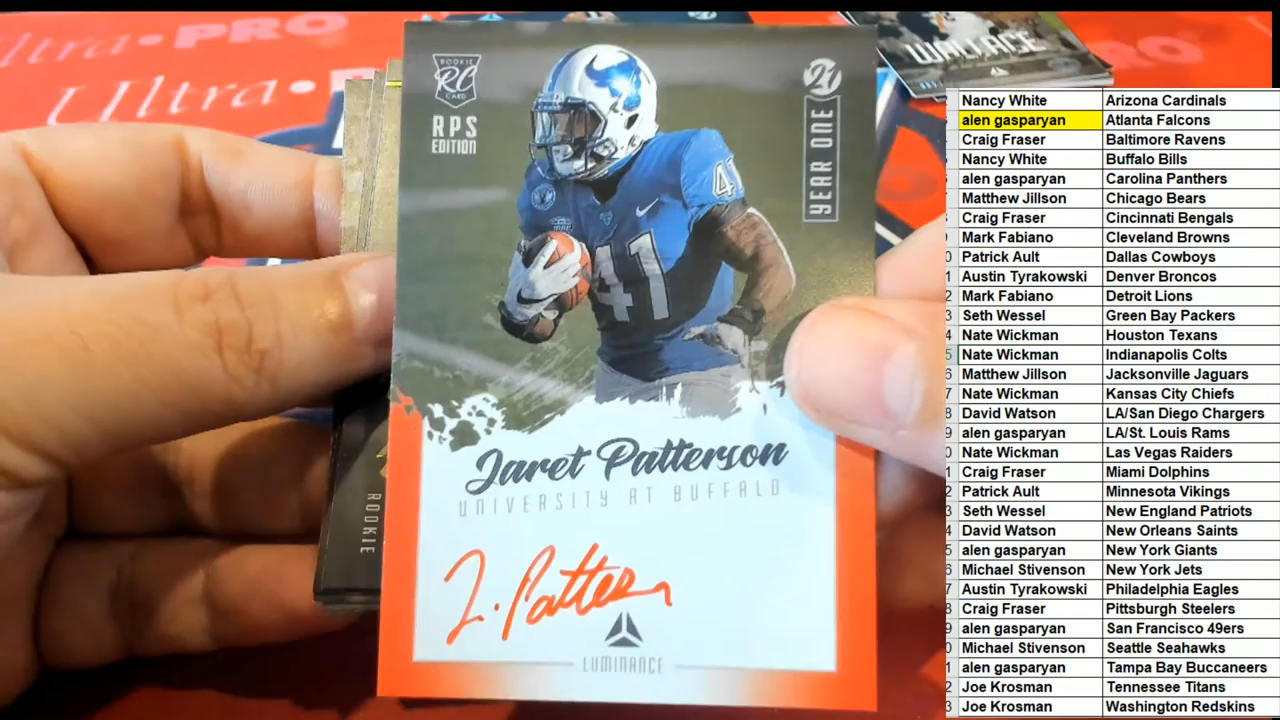 Ultra•PRO
Ultra•PRO
PRO
WALLACE
ROOKIE
RC
CARD
RPS
EDITION
21
YEAR ONE
41
41
Jaret Patterson
UNIVERSITY AT BUFFALO
J. Patterson
LUMINANCE
ROOKIE
Nancy White Arizona Cardinals
alen gasparyan Atlanta Falcons
Craig Fraser Baltimore Ravens
Nancy White Buffalo Bills
alen gasparyan Carolina Panthers
Matthew Jillson Chicago Bears
Craig Fraser Cincinnati Bengals
Mark Fabiano Cleveland Browns
Patrick Ault Dallas Cowboys
Austin Tyrakowski Denver Broncos
Mark Fabiano Detroit Lions
Seth Wessel Green Bay Packers
Nate Wickman Houston Texans
Nate Wickman Indianapolis Colts
Matthew Jillson Jacksonville Jaguars
Nate Wickman Kansas City Chiefs
David Watson LA/San Diego Chargers
alen gasparyan LA/St. Louis Rams
Nate Wickman Las Vegas Raiders
Craig Fraser Miami Dolphins
Patrick Ault Minnesota Vikings
Seth Wessel New England Patriots
David Watson New Orleans Saints
alen gasparyan New York Giants
Michael Stivenson New York Jets
Austin Tyrakowski Philadelphia Eagles
Craig Fraser Pittsburgh Steelers
alen gasparyan San Francisco 49ers
Michael Stivenson Seattle Seahawks
alen gasparyan Tampa Bay Buccaneers
Joe Krosman Tennessee Titans
Joe Krosman Washington Redskins